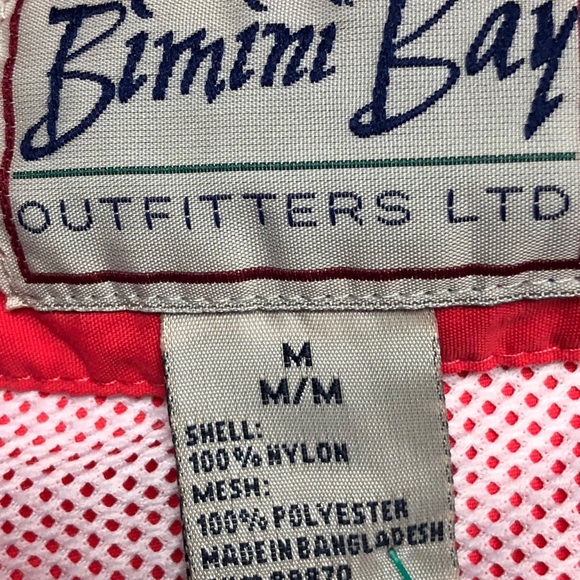 Bimini Bay
OUTFITTERS LTD
M
M/M
SHELL:
100% NYLON
MESH:
100% POLYESTER
MADE IN BANGLADESH